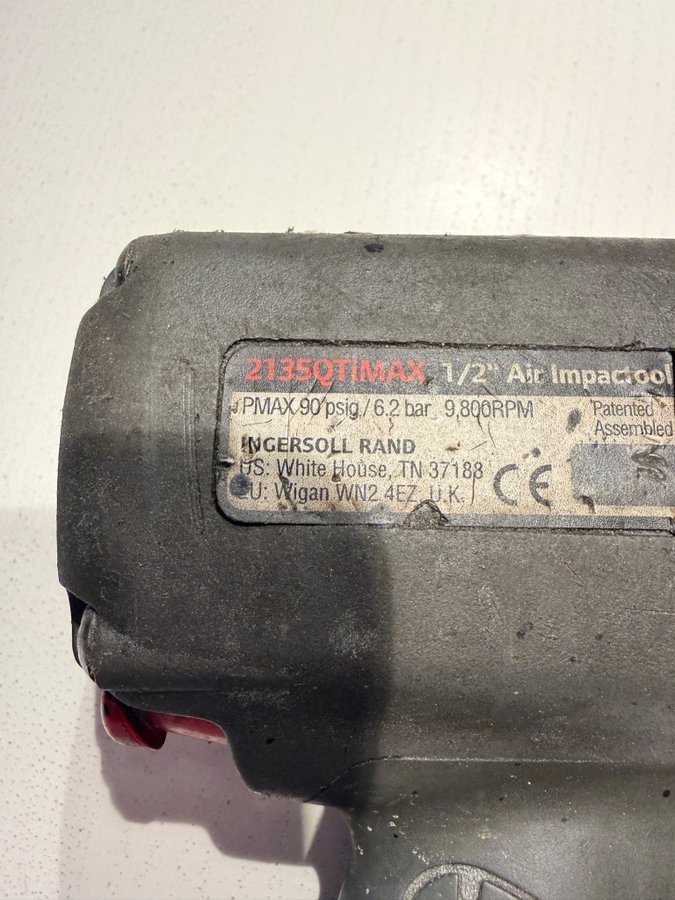 2135QTIMAX 1/2" Air Impactool
PMAX 90 psig / 6.2 bar 9,800RPM
Patented
Assembled
INGERSOLL RAND
US: White House, TN 37188
EU: Wigan WN2 4EZ, U.K.
CE